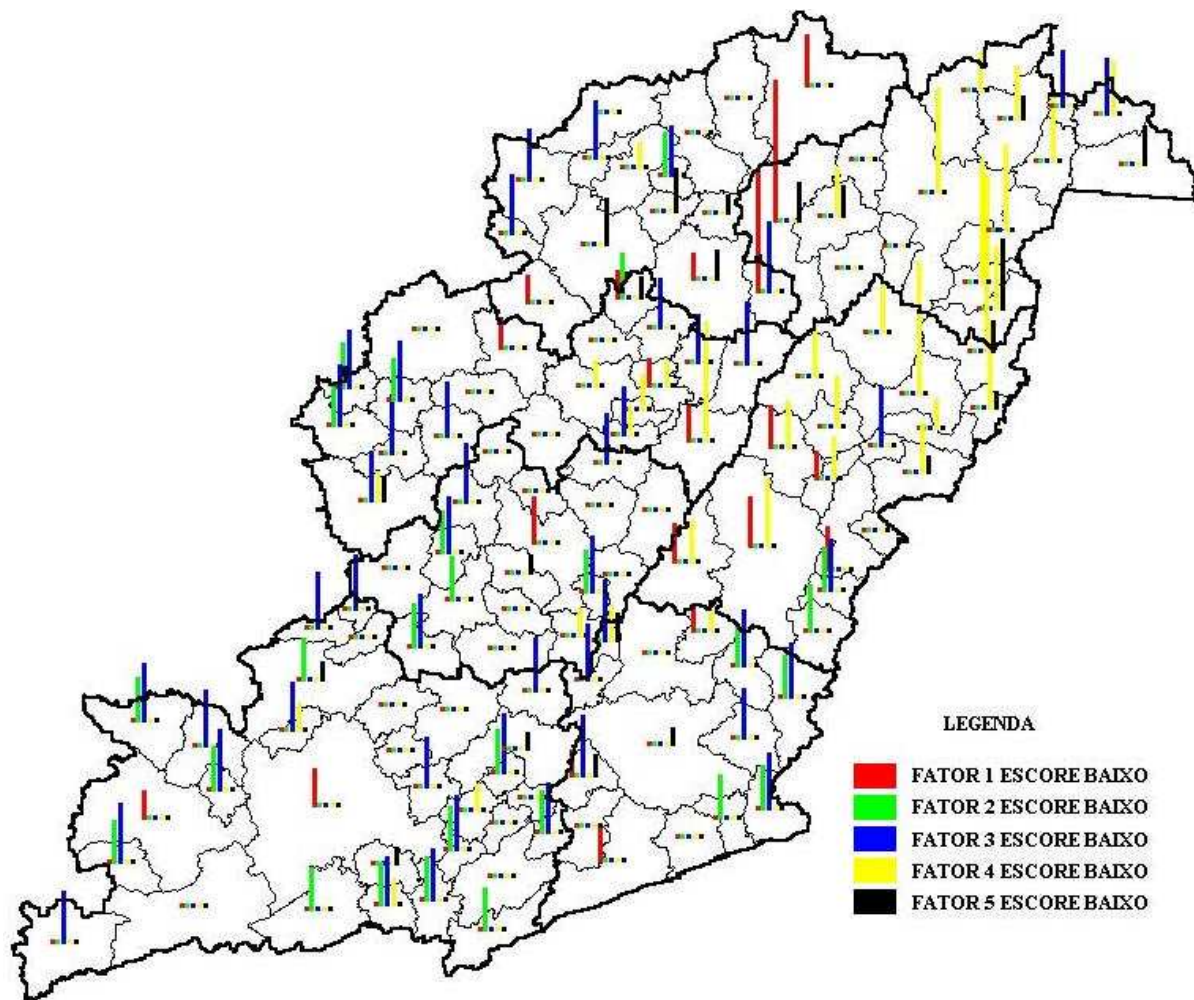 LEGENDA
FATOR 1 ESCORE BAIXO
FATOR 2 ESCORE BAIXO
FATOR 3 ESCORE BAIXO
FATOR 4 ESCORE BAIXO
FATOR 5 ESCORE BAIXO